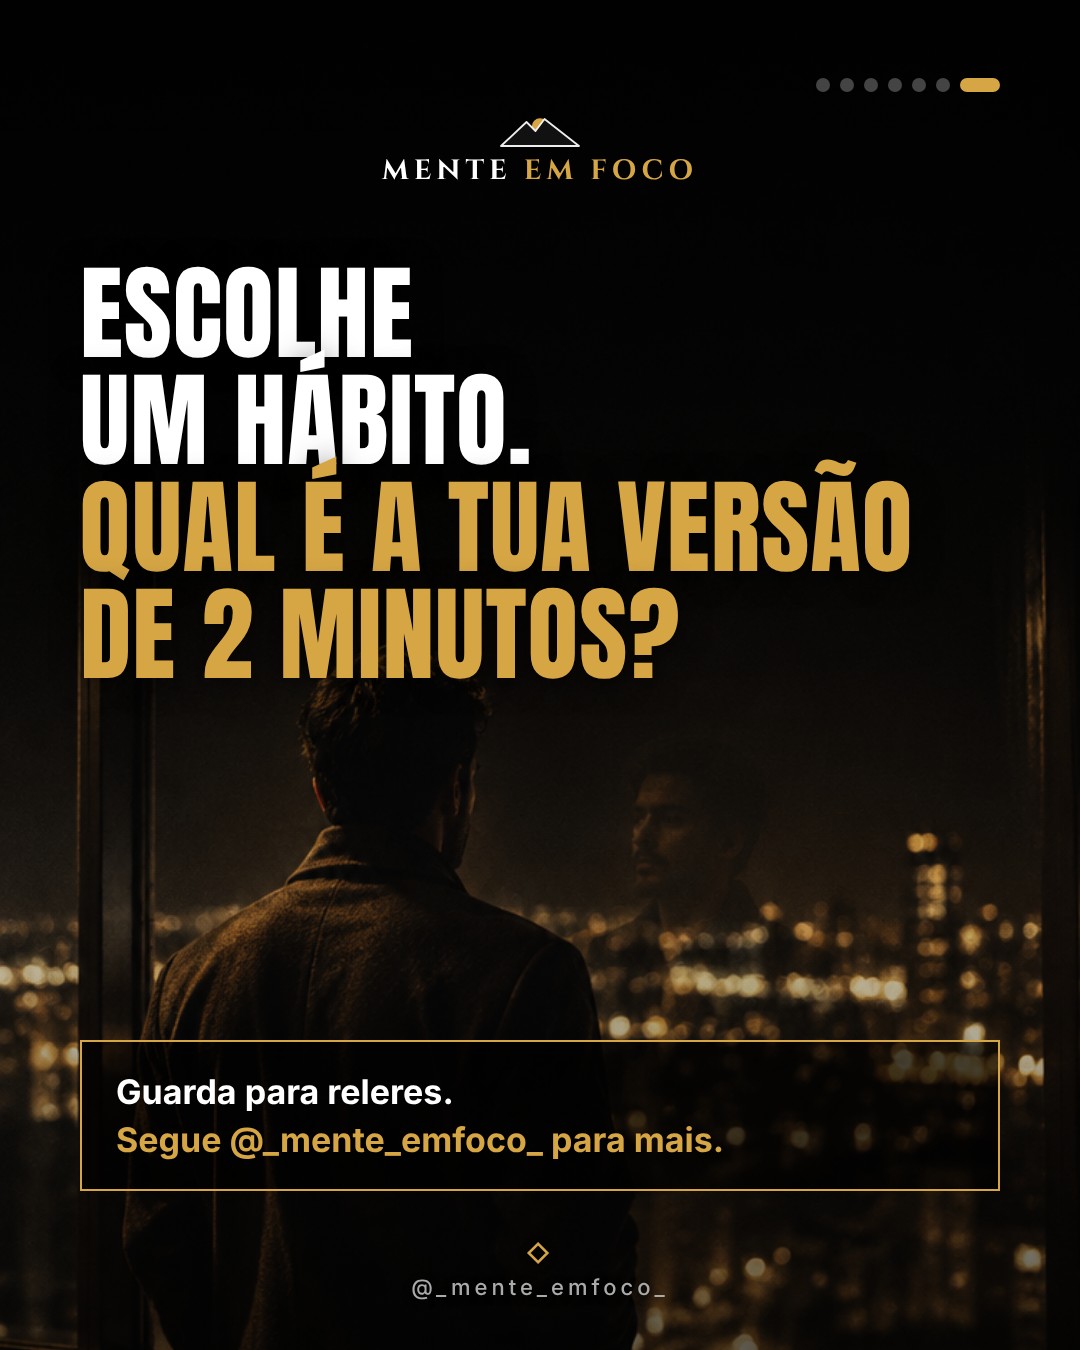 MENTE EM FOCO
ESCOLHE
UM HÁBITO.
QUAL É A TUA VERSÃO
DE 2 MINUTOS?
Guarda para releres.
Segue @_mente_emfoco_ para mais.
@_mente_emfoco_